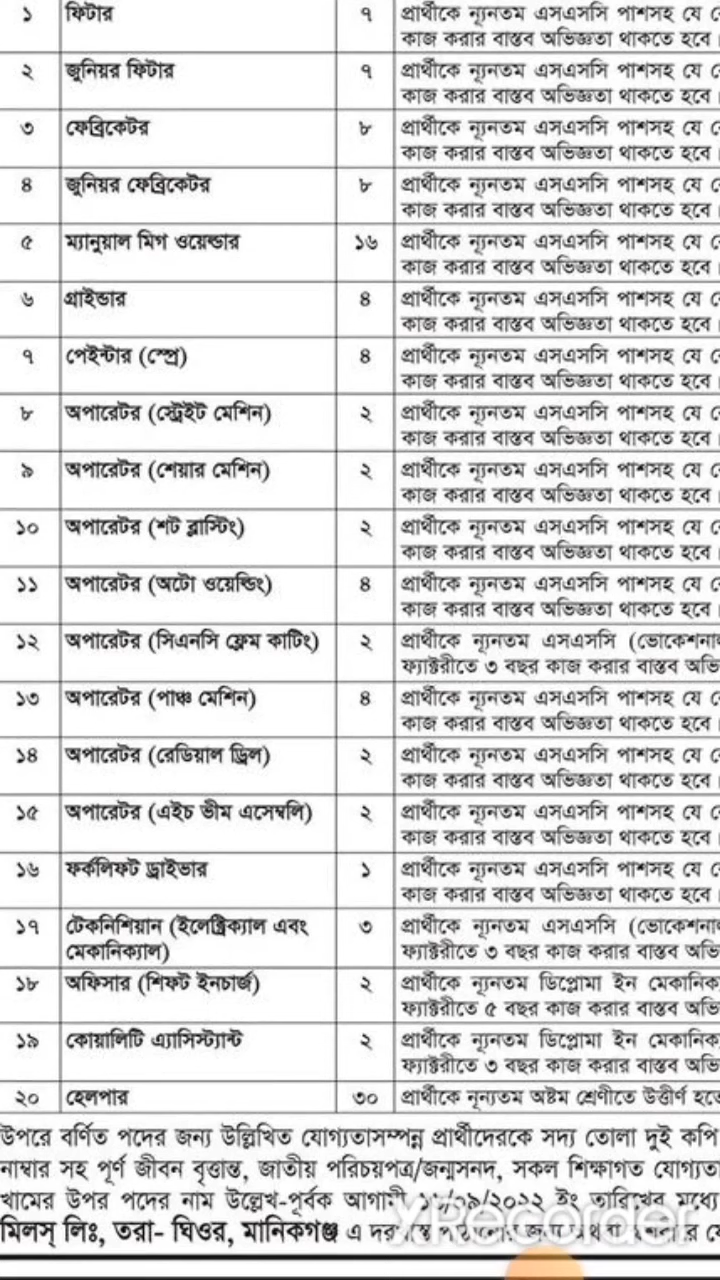 ১ ফিটার ৭ প্রার্থীকে ন্যূনতম এসএসসি পাশসহ যে
কাজ করার বাস্তব অভিজ্ঞতা থাকতে হবে।
২ জুনিয়র ফিটার ৭ প্রার্থীকে ন্যূনতম এসএসসি পাশসহ যে
কাজ করার বাস্তব অভিজ্ঞতা থাকতে হবে।
৩ ফেব্রিকেটর ৮ প্রার্থীকে ন্যূনতম এসএসসি পাশসহ যে
কাজ করার বাস্তব অভিজ্ঞতা থাকতে হবে।
৪ জুনিয়র ফেব্রিকেটর ৮ প্রার্থীকে ন্যূনতম এসএসসি পাশসহ যে
কাজ করার বাস্তব অভিজ্ঞতা থাকতে হবে।
৫ ম্যানুয়াল মিগ ওয়েল্ডার ১৬ প্রার্থীকে ন্যূনতম এসএসসি পাশসহ যে
কাজ করার বাস্তব অভিজ্ঞতা থাকতে হবে।
৬ গ্রাইন্ডার ৪ প্রার্থীকে ন্যূনতম এসএসসি পাশসহ যে
কাজ করার বাস্তব অভিজ্ঞতা থাকতে হবে।
৭ পেইন্টার (স্প্রে) ৪ প্রার্থীকে ন্যূনতম এসএসসি পাশসহ যে
কাজ করার বাস্তব অভিজ্ঞতা থাকতে হবে।
৮ অপারেটর (স্ট্রেইট মেশিন) ২ প্রার্থীকে ন্যূনতম এসএসসি পাশসহ যে
কাজ করার বাস্তব অভিজ্ঞতা থাকতে হবে।
৯ অপারেটর (শেয়ার মেশিন) ২ প্রার্থীকে ন্যূনতম এসএসসি পাশসহ যে
কাজ করার বাস্তব অভিজ্ঞতা থাকতে হবে।
১০ অপারেটর (শট ব্লাস্টিং) ২ প্রার্থীকে ন্যূনতম এসএসসি পাশসহ যে
কাজ করার বাস্তব অভিজ্ঞতা থাকতে হবে।
১১ অপারেটর (অটো ওয়েল্ডিং) ৪ প্রার্থীকে ন্যূনতম এসএসসি পাশসহ যে
কাজ করার বাস্তব অভিজ্ঞতা থাকতে হবে।
১২ অপারেটর (সিএনসি ফ্লেম কাটিং) ২ প্রার্থীকে ন্যূনতম এসএসসি (ভোকেশনাল
ফ্যাক্টরীতে ৩ বছর কাজ করার বাস্তব অভি
১৩ অপারেটর (পাঞ্চ মেশিন) ৪ প্রার্থীকে ন্যূনতম এসএসসি পাশসহ যে
কাজ করার বাস্তব অভিজ্ঞতা থাকতে হবে।
১৪ অপারেটর (রেডিয়াল ড্রিল) ২ প্রার্থীকে ন্যূনতম এসএসসি পাশসহ যে
কাজ করার বাস্তব অভিজ্ঞতা থাকতে হবে।
১৫ অপারেটর (এইচ ভীম এসেম্বলি) ২ প্রার্থীকে ন্যূনতম এসএসসি পাশসহ যে
কাজ করার বাস্তব অভিজ্ঞতা থাকতে হবে।
১৬ ফর্কলিফট ড্রাইভার ১ প্রার্থীকে ন্যূনতম এসএসসি পাশসহ যে
কাজ করার বাস্তব অভিজ্ঞতা থাকতে হবে।
১৭ টেকনিশিয়ান (ইলেক্ট্রিক্যাল এবং ৩ প্রার্থীকে ন্যূনতম এসএসসি (ভোকেশনাল
মেকানিক্যাল) ফ্যাক্টরীতে ৩ বছর কাজ করার বাস্তব অভি
১৮ অফিসার (শিফট ইনচার্জ) ২ প্রার্থীকে ন্যূনতম ডিপ্লোমা ইন মেকানিক
ফ্যাক্টরীতে ৫ বছর কাজ করার বাস্তব অভি
১৯ কোয়ালিটি এ্যাসিস্ট্যান্ট ২ প্রার্থীকে ন্যূনতম ডিপ্লোমা ইন মেকানিক
ফ্যাক্টরীতে ৩ বছর কাজ করার বাস্তব অভি
২০ হেলপার ৩০ প্রার্থীকে নূন্যতম অষ্টম শ্রেণীতে উত্তীর্ণ হতে
উপরে বর্ণিত পদের জন্য উল্লিখিত যোগ্যতাসম্পন্ন প্রার্থীদেরকে সদ্য তোলা দুই কপি
নাম্বার সহ পূর্ণ জীবন বৃত্তান্ত, জাতীয় পরিচয়পত্র/জন্মসনদ, সকল শিক্ষাগত যোগ্যতা
খামের উপর পদের নাম উল্লেখ-পূর্বক আগামী ইং তারিখের মধ্যে
মিলস্ লিঃ, তরা- ঘিওর, মানিকগঞ্জ এ
XRecorder